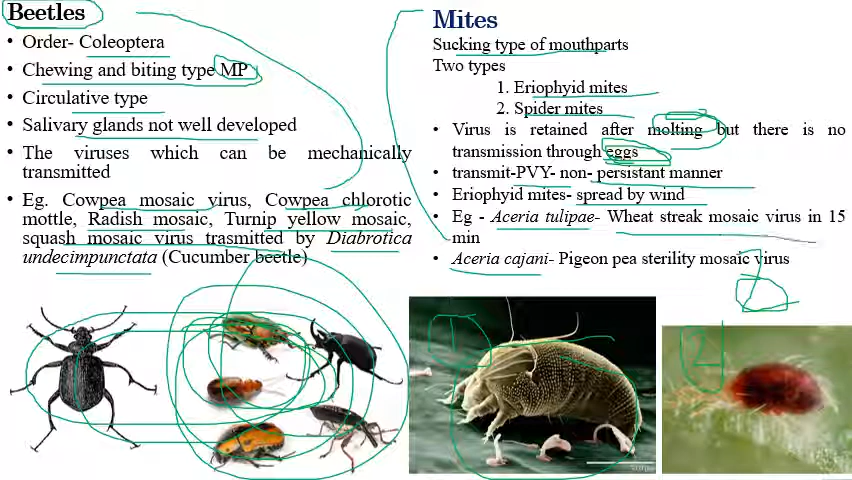 Beetles
• Order- Coleoptera
• Chewing and biting type MP
• Circulative type
• Salivary glands not well developed
• The viruses which can be mechanically
transmitted
• Eg. Cowpea mosaic virus, Cowpea chlorotic
mottle, Radish mosaic, Turnip yellow mosaic,
squash mosaic virus trasmitted by Diabrotica
undecimpunctata (Cucumber beetle)
Mites
Sucking type of mouthparts
Two types
1. Eriophyid mites
2. Spider mites
• Virus is retained after molting but there is no
transmission through eggs
• transmit-PVY- non- persistant manner
• Eriophyid mites- spread by wind
• Eg - Aceria tulipae- Wheat streak mosaic virus in 15
min
• Aceria cajani- Pigeon pea sterility mosaic virus
1
2